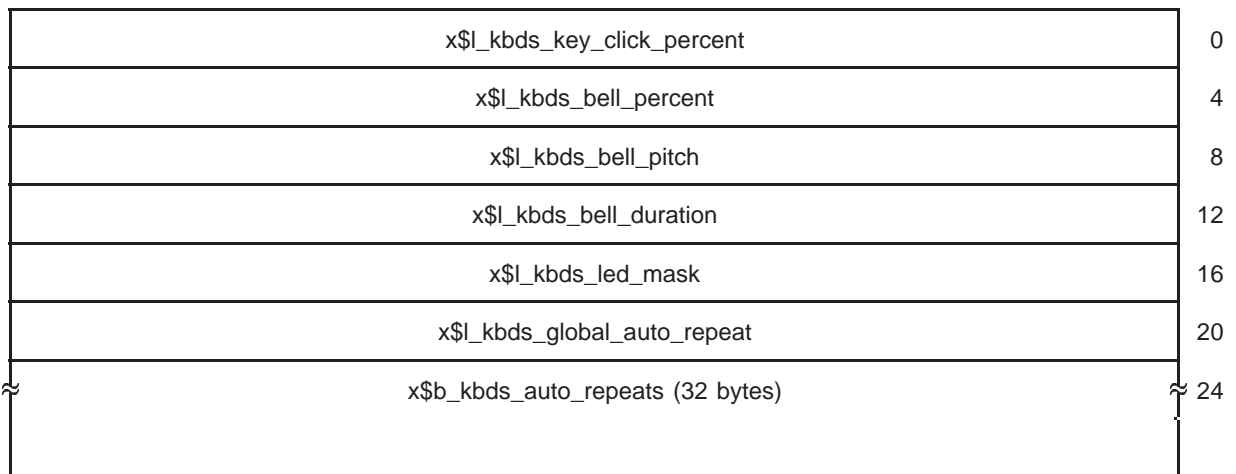 x$l_kbds_key_click_percent 0
x$l_kbds_bell_percent 4
x$l_kbds_bell_pitch 8
x$l_kbds_bell_duration 12
x$l_kbds_led_mask 16
x$l_kbds_global_auto_repeat 20
x$b_kbds_auto_repeats (32 bytes) 24